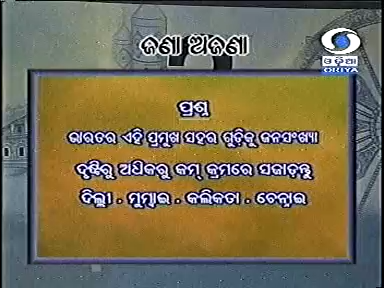 ଜଣା ଅଜଣା
ଓଡ଼ିଆ
ORIYA
ପ୍ରଶ୍ନ
ଭାରତର ଏହି ପ୍ରମୁଖ ସହର ଗୁଡ଼ିକୁ ଜନସଂଖ୍ୟା
ଦୃଷ୍ଟିରୁ ଅଧିକରୁ କମ୍ କ୍ରମରେ ସଜାଡ଼ନ୍ତୁ
ଦିଲ୍ଲୀ . ମୁମ୍ବାଇ . କଲିକତା . ଚେନ୍ନାଇ